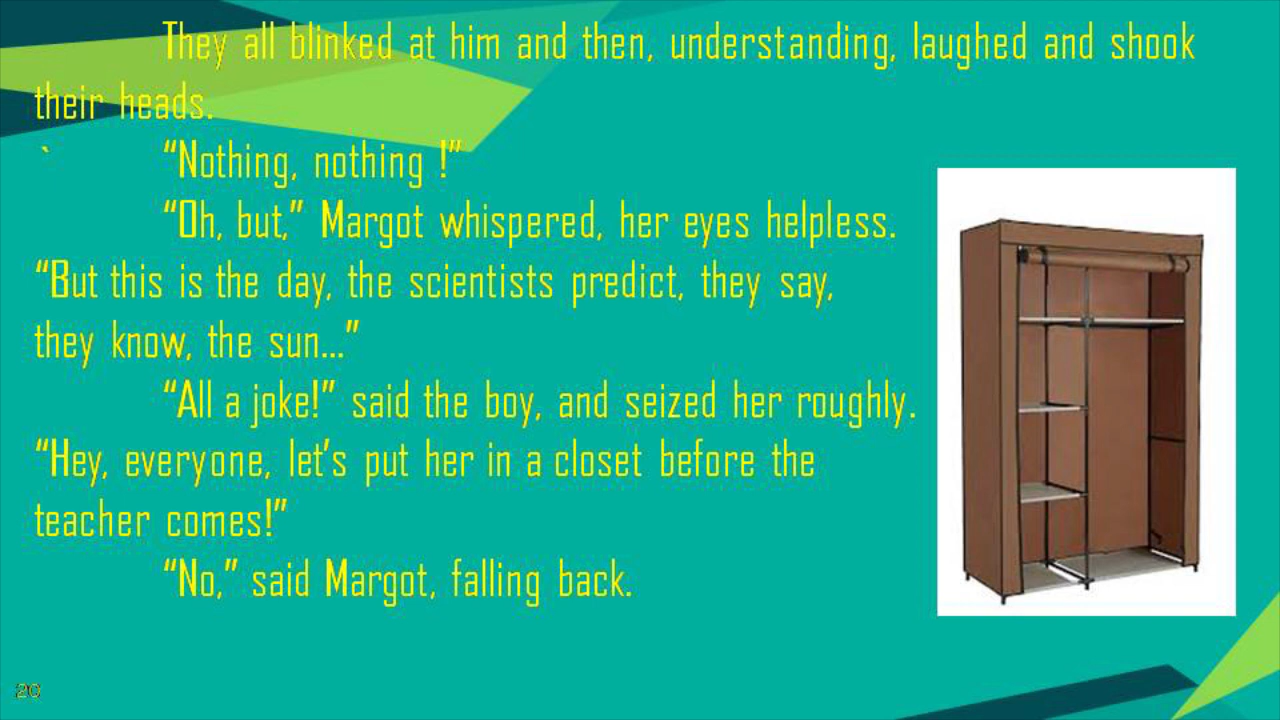 They all blinked at him and then, understanding, laughed and shook
their heads.
` “Nothing, nothing !”
“Oh, but,” Margot whispered, her eyes helpless.
“But this is the day, the scientists predict, they say,
they know, the sun...”
“All a joke!” said the boy, and seized her roughly.
“Hey, everyone, let’s put her in a closet before the
teacher comes!”
“No,” said Margot, falling back.
20